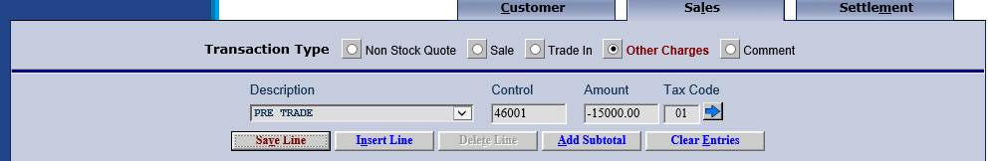 Customer Sales Settlement
Transaction Type Non Stock Quote Sale Trade In Other Charges Comment
Description Control Amount Tax Code
PRE TRADE 46001 -15000.00 01
Save Line Insert Line Delete Line Add Subtotal Clear Entries